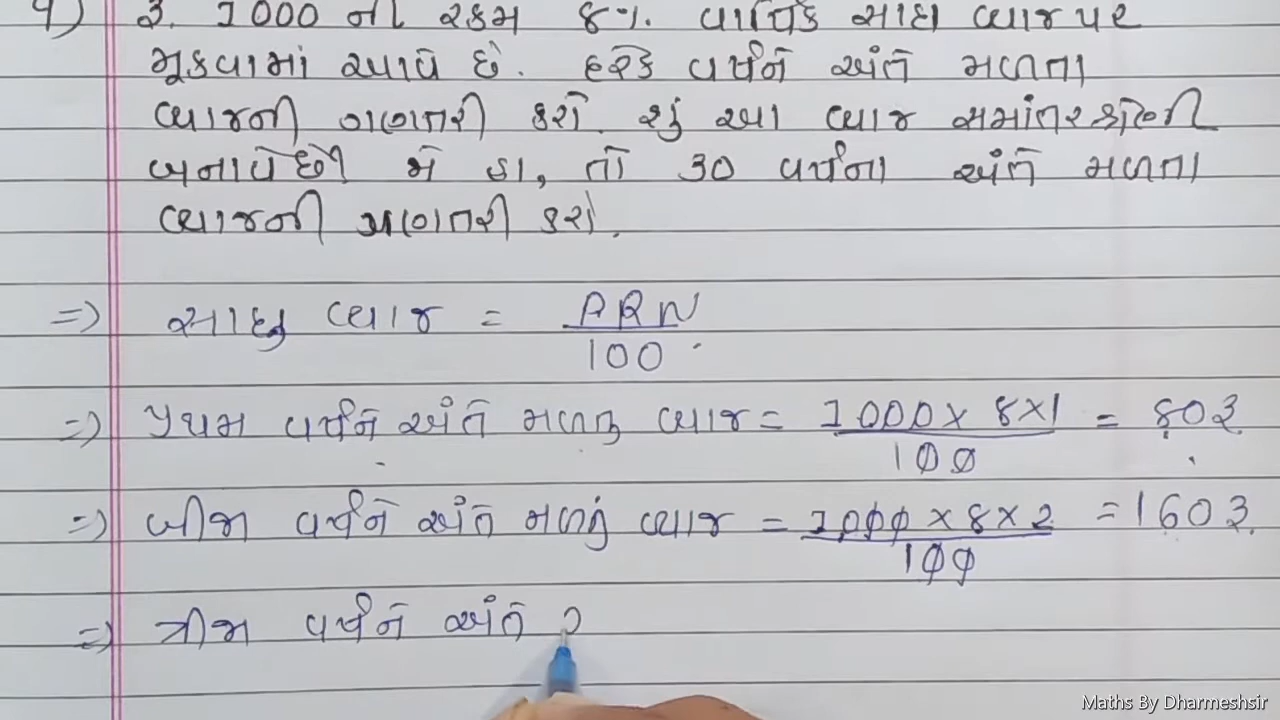 ૧) રૂ. 1000 ની રકમ 8% વાર્ષિક સાદા વ્યાજ પર
મૂકવામાં આવે છે. દરેક વર્ષને અંતે મળતા
વ્યાજની ગણતરી કરો. શું આ વ્યાજ સમાંતર શ્રેણી
બનાવે છે? જો હા, તો 30 વર્ષના અંતે મળતા
વ્યાજની ગણતરી કરો.
=) સાદુ વ્યાજ = PRN
100
=) પ્રથમ વર્ષને અંતે મળતુ વ્યાજ = 1000 x 8 x 1 = 80 રૂ.
100
=) બીજા વર્ષને અંતે મળતું વ્યાજ = 1000 x 8 x 2 = 160 રૂ.
100
=) ત્રીજા વર્ષને અંતે
Maths By Dharmeshsir